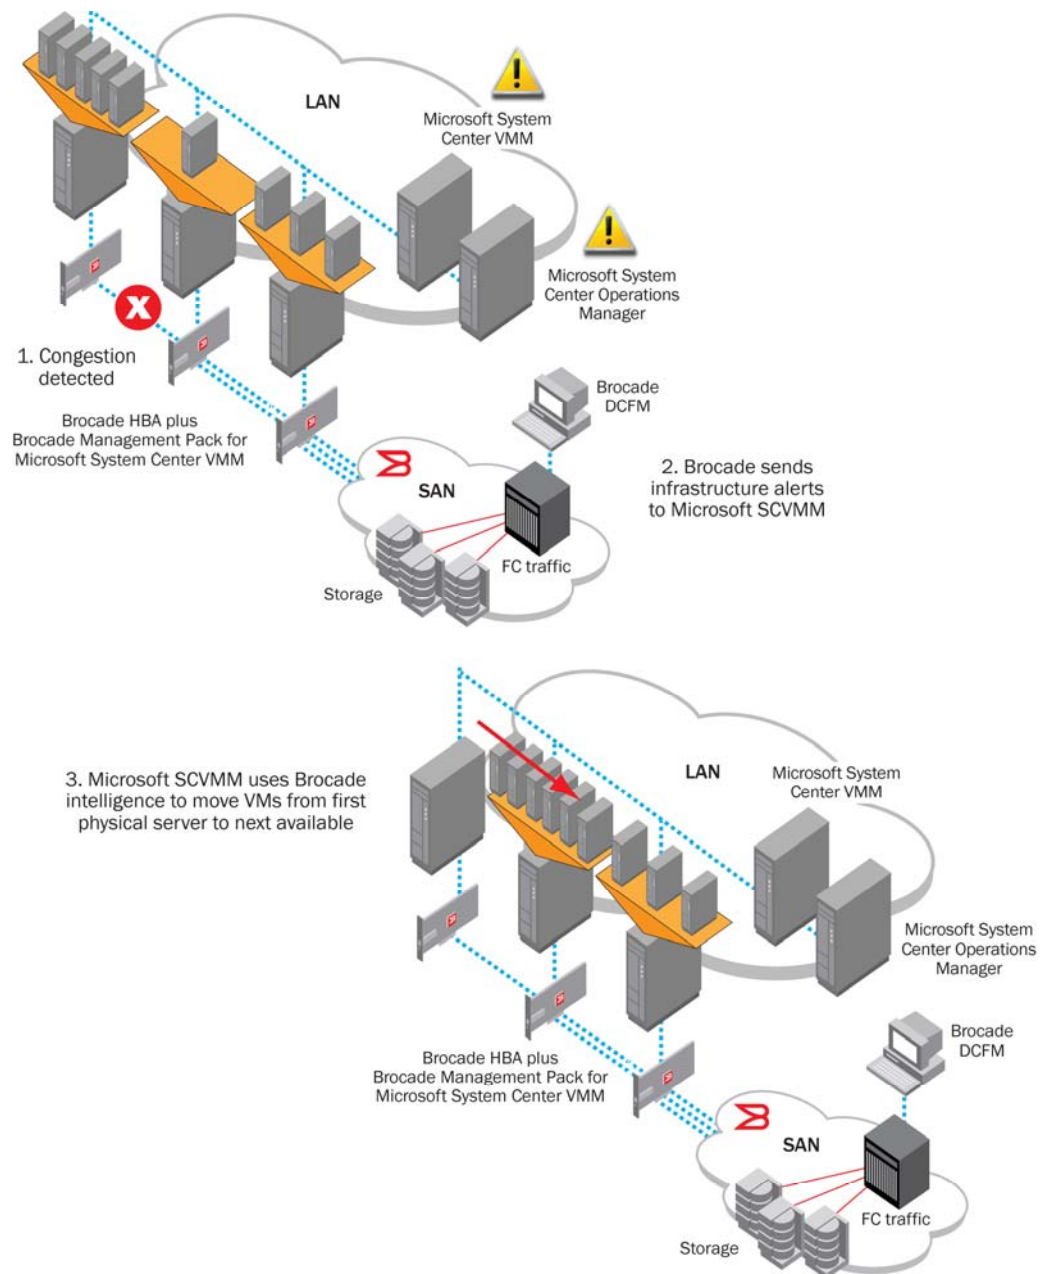 LAN
Microsoft System
Center VMM
Microsoft System
Center Operations
Manager
1. Congestion
detected
Brocade HBA plus
Brocade Management Pack for
Microsoft System Center VMM
Brocade
DCFM
2. Brocade sends
infrastructure alerts
to Microsoft SCVMM
SAN
FC traffic
Storage
3. Microsoft SCVMM uses Brocade
intelligence to move VMs from first
physical server to next available
LAN
Microsoft System
Center VMM
Microsoft System
Center Operations
Manager
Brocade
DCFM
Brocade HBA plus
Brocade Management Pack for
Microsoft System Center VMM
SAN
FC traffic
Storage